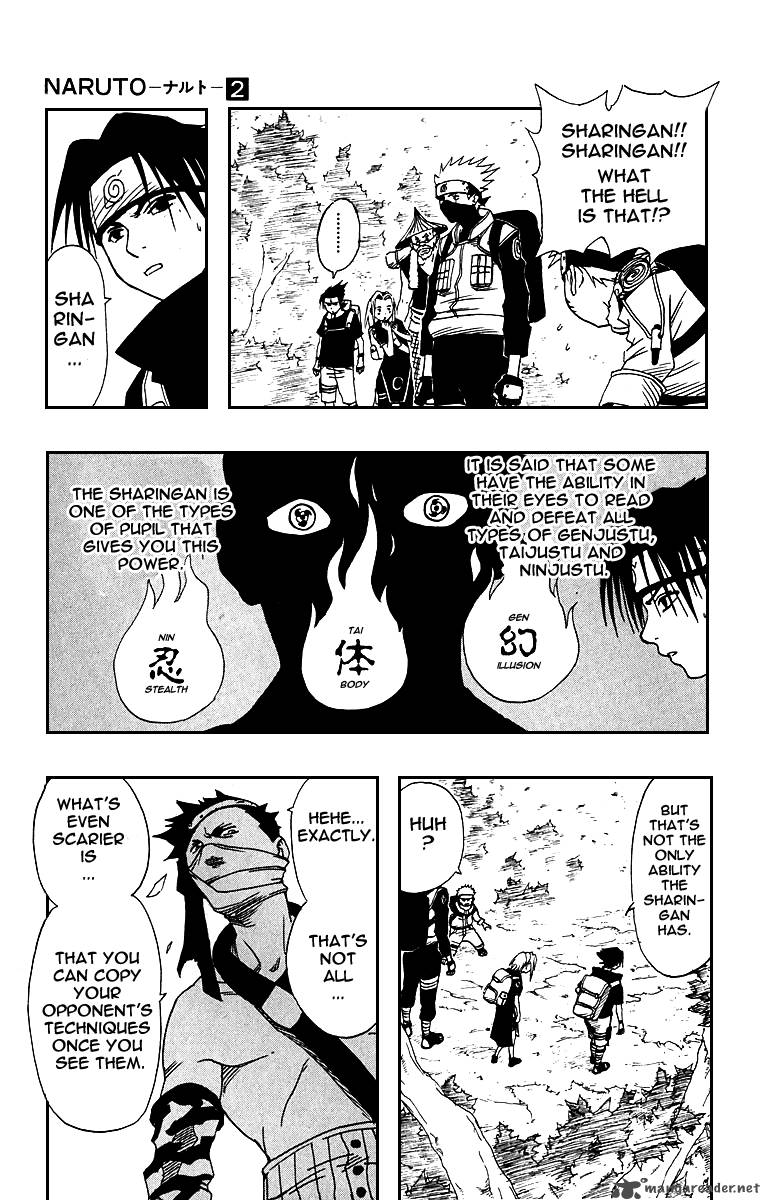 NARUTO —ナルト— 2
SHARINGAN!!
SHARINGAN!!
WHAT
THE HELL
IS THAT!?
........
SHA
RIN-
GAN
...
IT IS SAID THAT SOME
HAVE THE ABILITY IN
THEIR EYES TO READ
AND DEFEAT ALL
TYPES OF GENJUSTU,
TAIJUSTU AND
NINJUSTU.
THE SHARINGAN IS
ONE OF THE TYPES
OF PUPIL THAT
GIVES YOU THIS
POWER.
GEN
幻
ILLUSION
TAI
体
BODY
NIN
忍
STEALTH
BUT
THAT'S
NOT THE
ONLY
ABILITY
THE
SHARIN-
GAN
HAS.
HUH
?
HEHE...
EXACTLY.
THAT'S
NOT ALL
...
WHAT'S
EVEN
SCARIER
IS
...
THAT YOU
CAN COPY
YOUR
OPPONENT'S
TECHNIQUES
ONCE YOU
SEE THEM.
mangareader.net